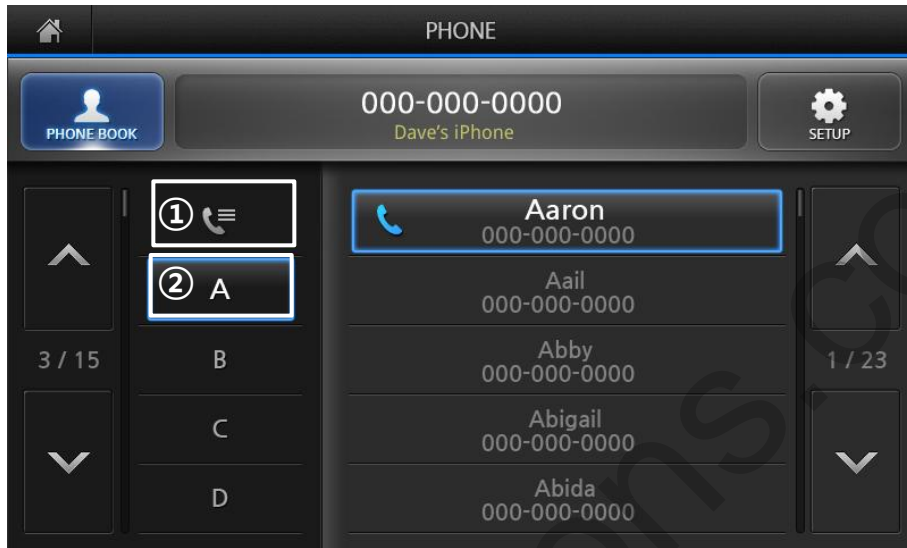 PHONE
PHONE BOOK
000-000-0000
Dave's iPhone
SETUP
①
② A
B
C
D
3 / 15
Aaron
000-000-0000
Aail
000-000-0000
Abby
000-000-0000
Abigail
000-000-0000
Abida
000-000-0000
1 / 23